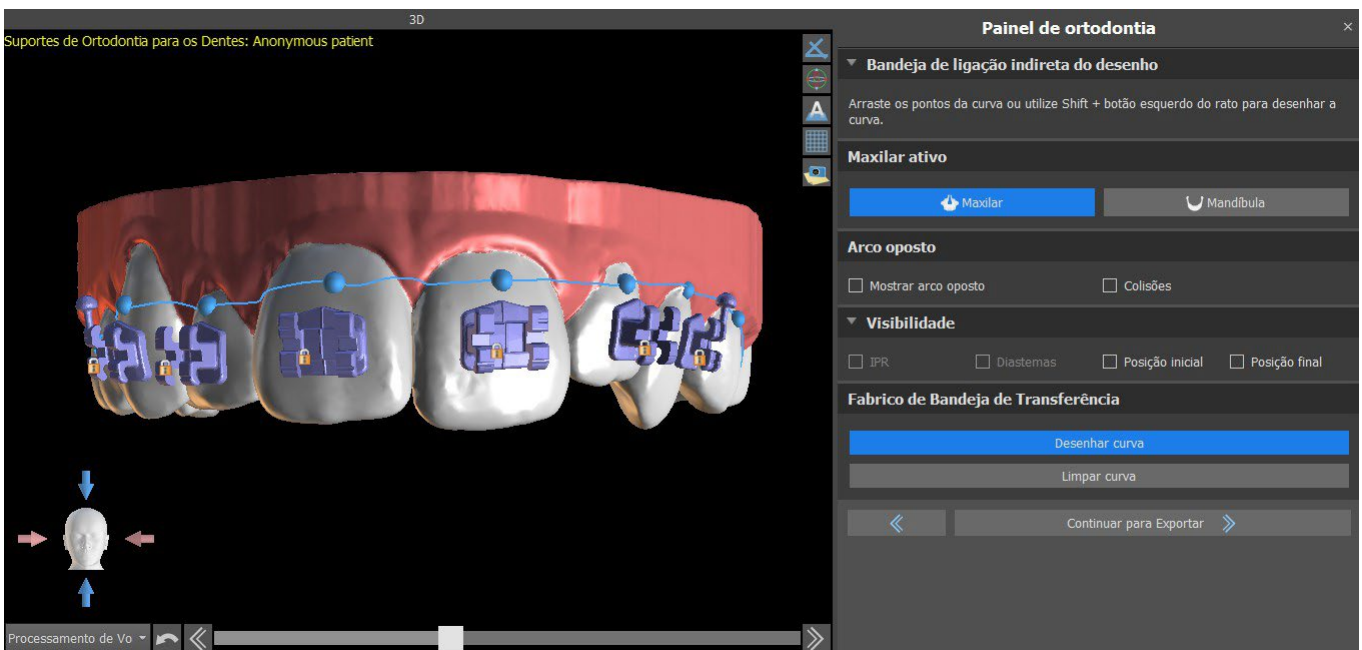 3D
Suportes de Ortodontia para os Dentes: Anonymous patient
Processamento de Vo
Painel de ortodontia
Bandeja de ligação indireta do desenho
Arraste os pontos da curva ou utilize Shift + botão esquerdo do rato para desenhar a
curva.
Maxilar ativo
Maxilar
Mandíbula
Arco oposto
Mostrar arco oposto
Colisões
Visibilidade
IPR
Diastemas
Posição inicial
Posição final
Fabrico de Bandeja de Transferência
Desenhar curva
Limpar curva
Continuar para Exportar